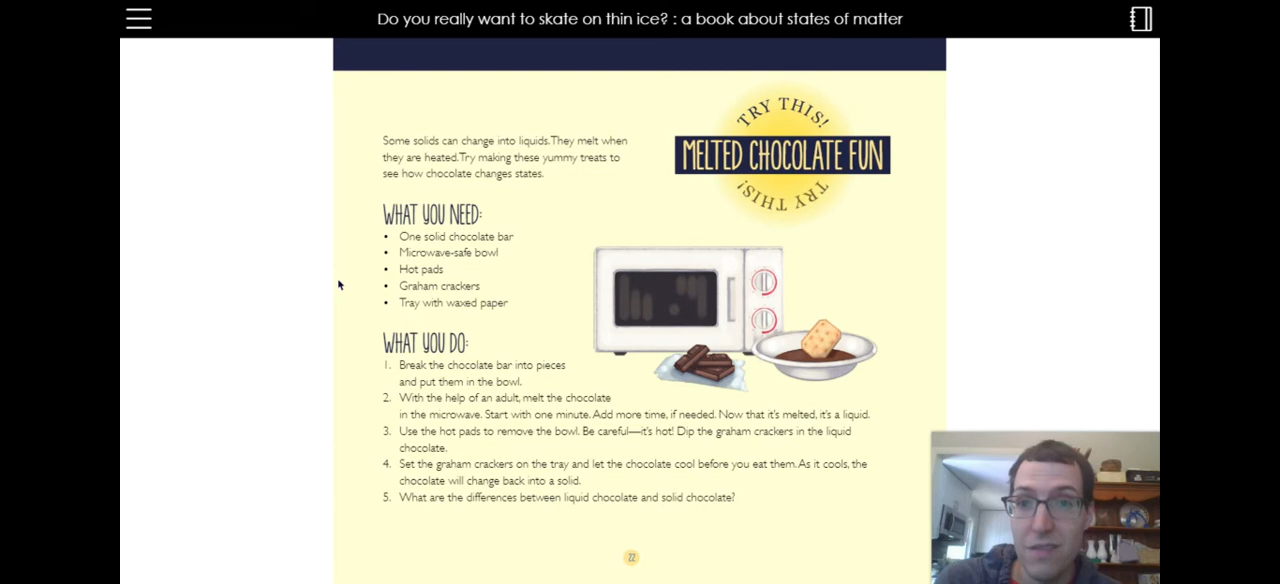 Do you really want to skate on thin ice? : a book about states of matter
TRY THIS!
MELTED CHOCOLATE FUN
TRY THIS!
Some solids can change into liquids. They melt when
they are heated. Try making these yummy treats to
see how chocolate changes states.
WHAT YOU NEED:
• One solid chocolate bar
• Microwave-safe bowl
• Hot pads
• Graham crackers
• Tray with waxed paper
WHAT YOU DO:
1. Break the chocolate bar into pieces
and put them in the bowl.
2. With the help of an adult, melt the chocolate
in the microwave. Start with one minute. Add more time, if needed. Now that it's melted, it's a liquid.
3. Use the hot pads to remove the bowl. Be careful—it's hot! Dip the graham crackers in the liquid
chocolate.
4. Set the graham crackers on the tray and let the chocolate cool before you eat them. As it cools, the
chocolate will change back into a solid.
5. What are the differences between liquid chocolate and solid chocolate?
22